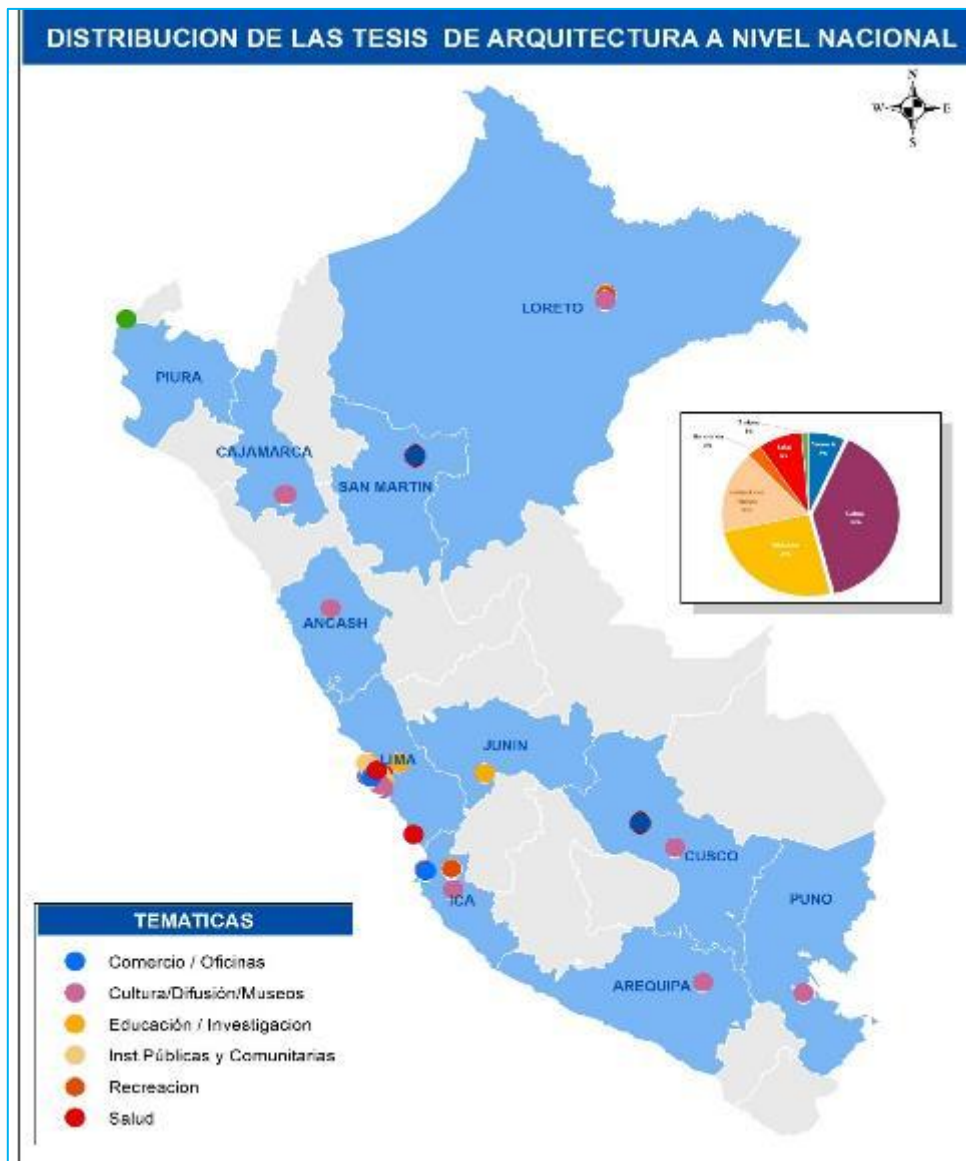 DISTRIBUCION DE LAS TESIS DE ARQUITECTURA A NIVEL NACIONAL
N
W E
S
LORETO
PIURA
CAJAMARCA
SAN MARTIN
ANCASH
LIMA
JUNIN
CUSCO
ICA
PUNO
AREQUIPA
TEMATICAS
Comercio / Oficinas
Cultura/Difusión/Museos
Educación / Investigacion
Inst.Públicas y Comunitarias
Recreacion
Salud